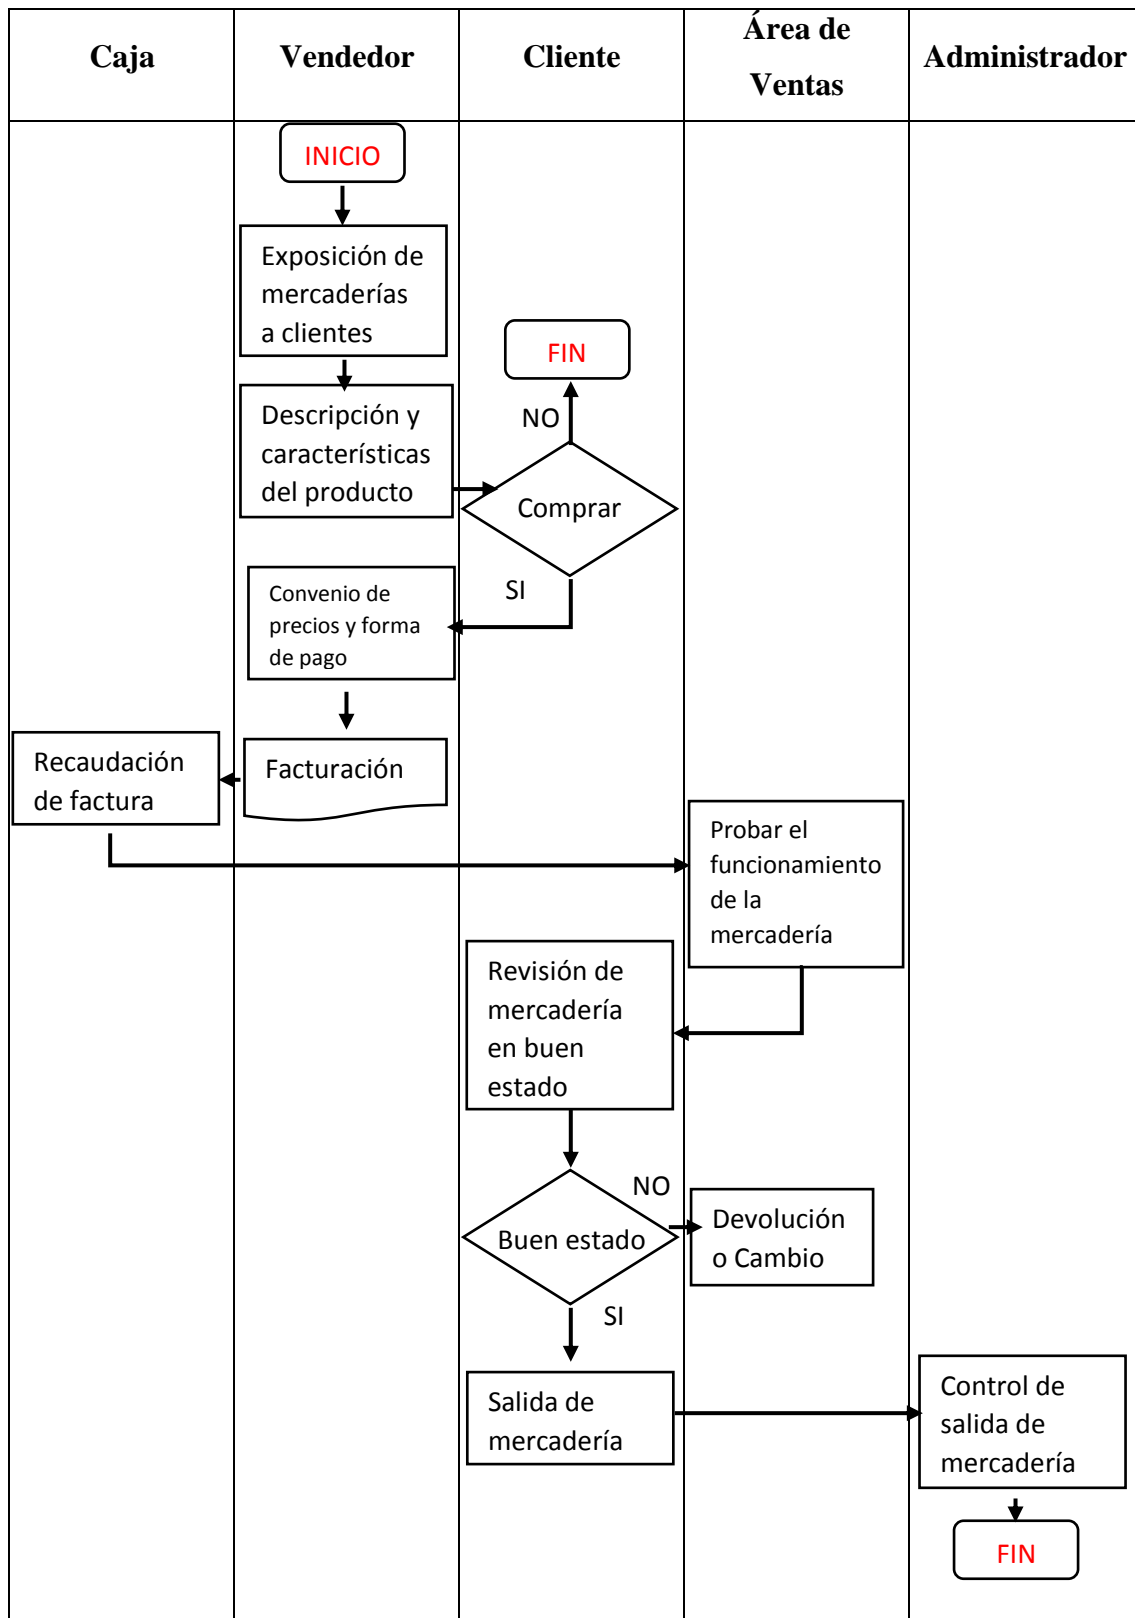 Caja
Vendedor
Cliente
Área de
Ventas
Administrador
INICIO
Exposición de
mercaderías
a clientes
FIN
NO
Descripción y
características
del producto
Comprar
SI
Convenio de
precios y forma
de pago
Recaudación
de factura
Facturación
Probar el
funcionamiento
de la
mercadería
Revisión de
mercadería
en buen
estado
NO
Buen estado
Devolución
o Cambio
SI
Salida de
mercadería
Control de
salida de
mercadería
FIN